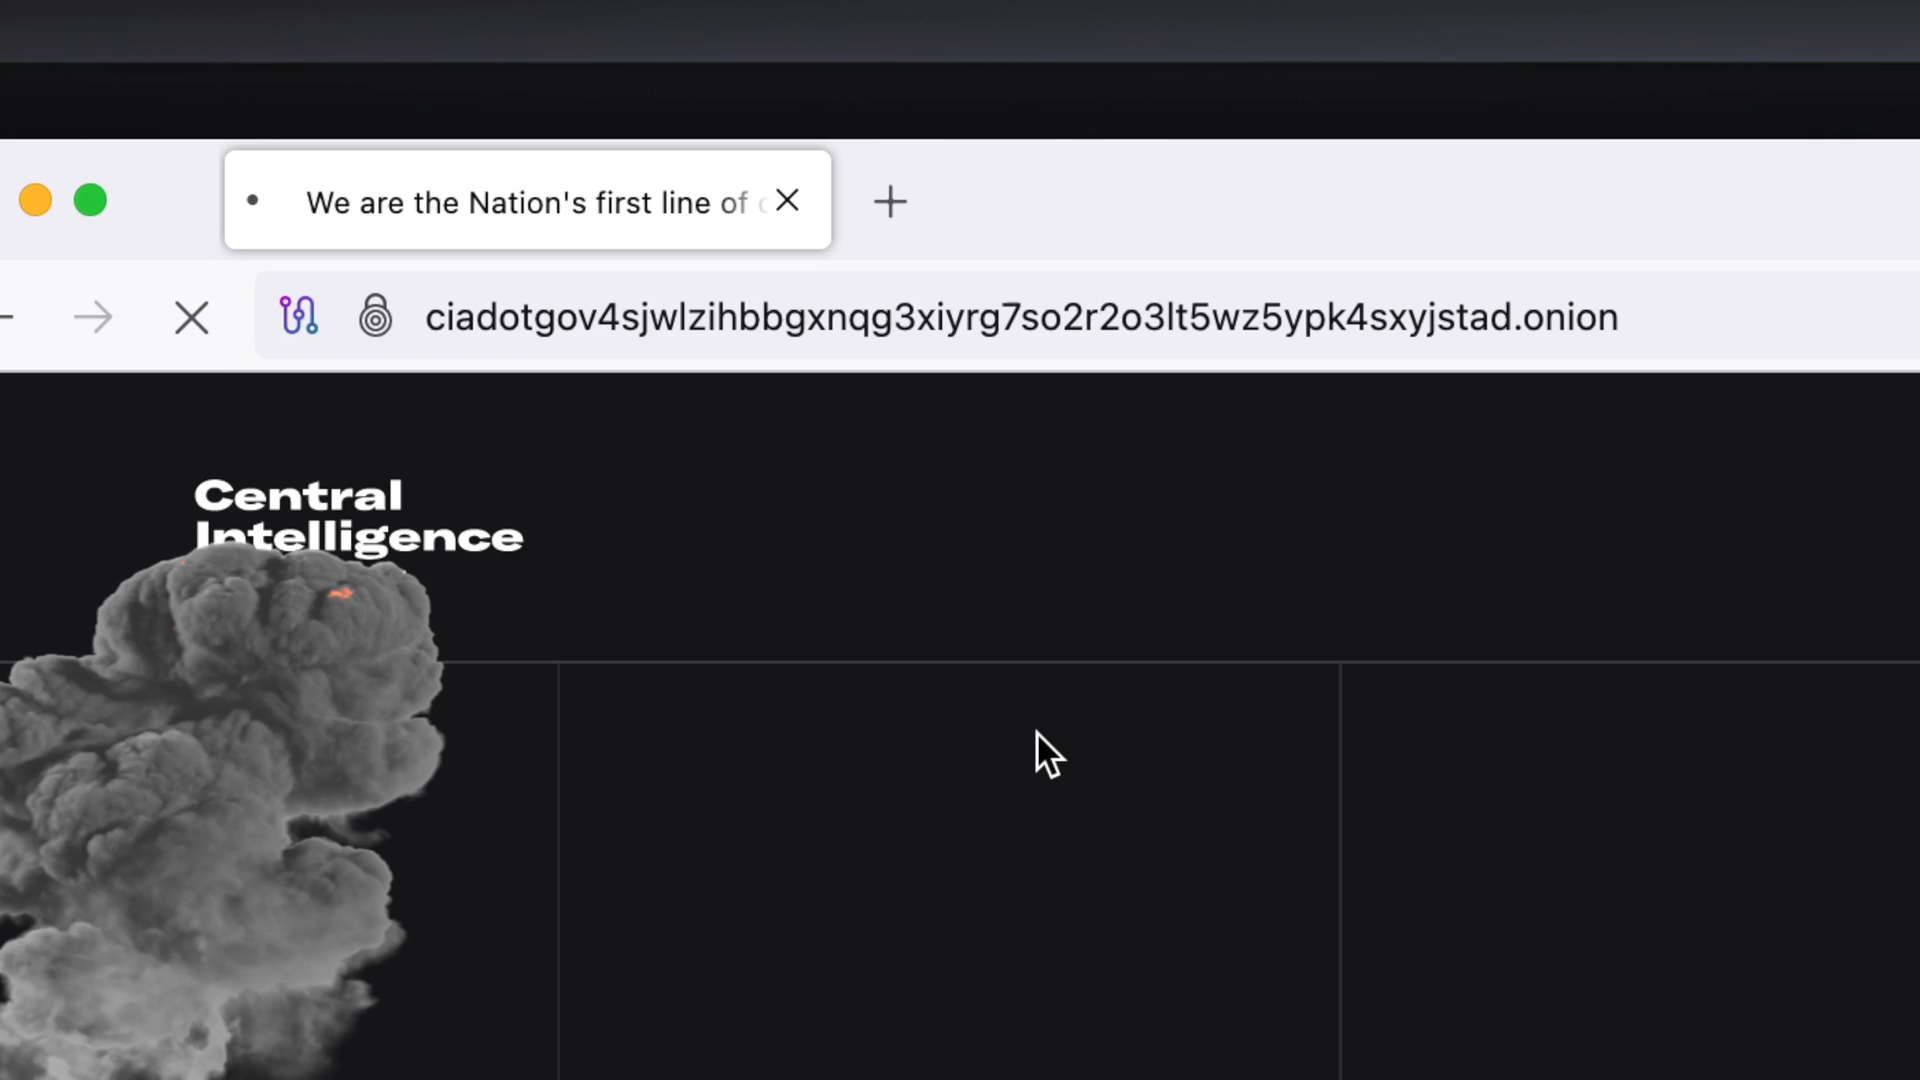 We are the Nation's first line of
ciadotgov4sjwlzihbbgxnqg3xiyrg7so2r2o3lt5wz5ypk4sxyjstad.onion
Central
Intelligence